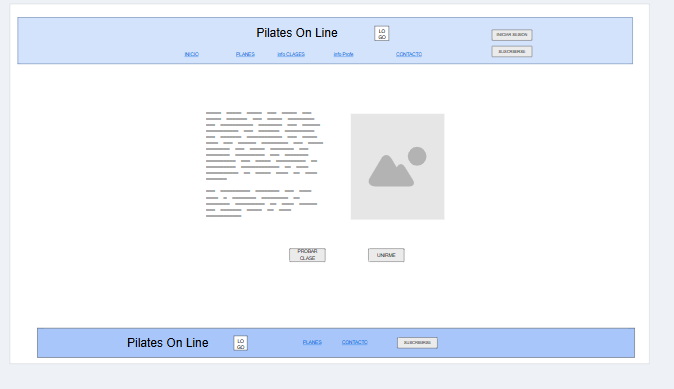 Pilates On Line
LO
GO
INICIAR SESION
INICIO
PLANES
info CLASES
info Profe
CONTACTO
SUSCRIBIRSE
PROBAR
CLASE
UNIRME
Pilates On Line
LO
GO
PLANES
CONTACTO
SUSCRIBIRSE